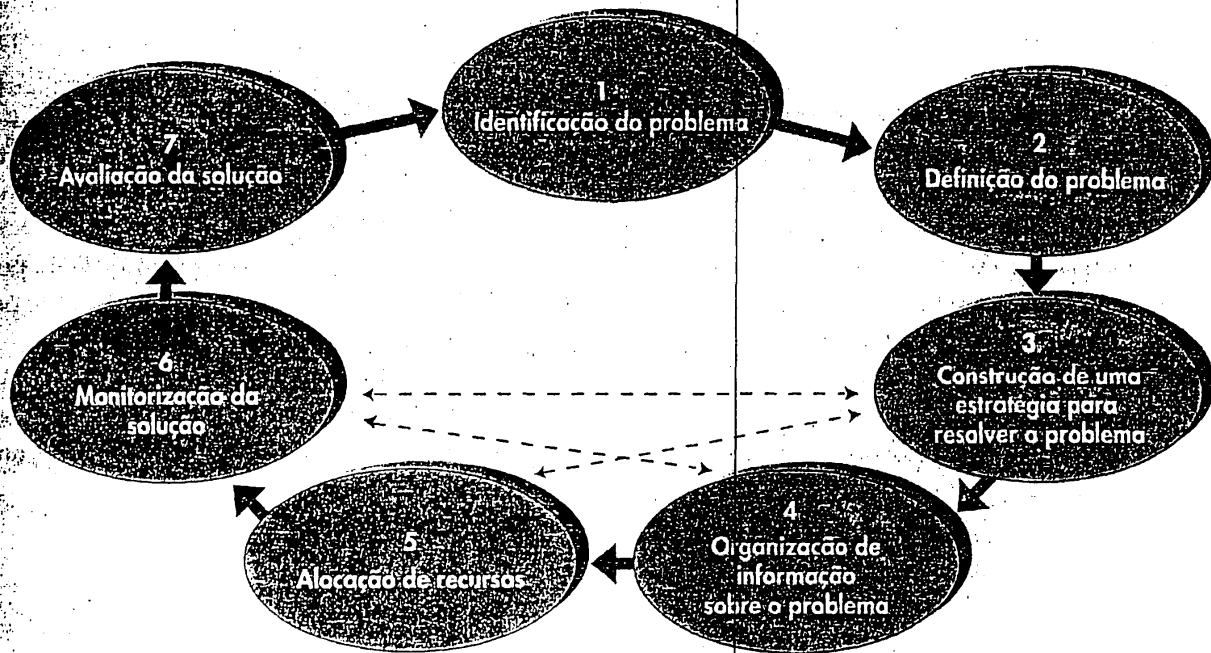 1
Identificação do problema
2
Definição do problema
3
Construção de uma
estratégia para
resolver o problema
4
Organização de
informação
sobre o problema
5
Alocação de recursos
6
Monitorização da
solução
7
Avaliação da solução